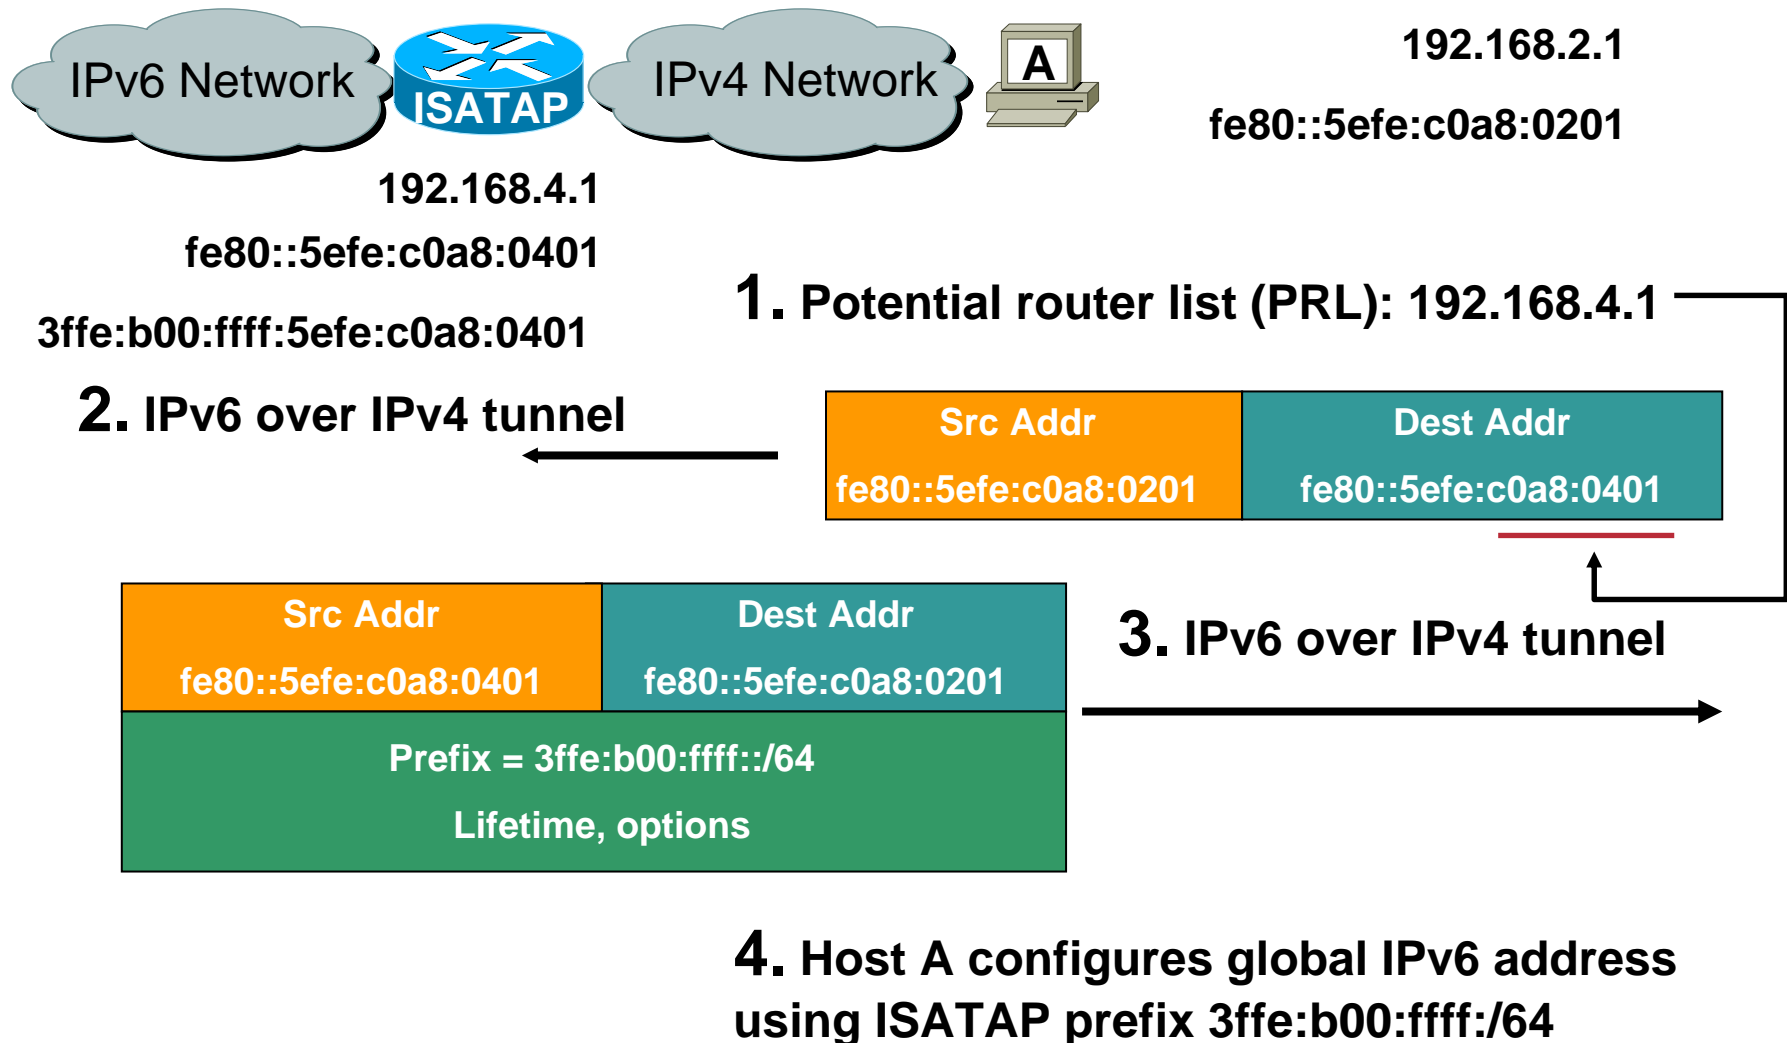 IPv6 Network
ISATAP
IPv4 Network
A
192.168.2.1
fe80::5efe:c0a8:0201
192.168.4.1
fe80::5efe:c0a8:0401
3ffe:b00:ffff:5efe:c0a8:0401
1. Potential router list (PRL): 192.168.4.1
2. IPv6 over IPv4 tunnel
Src Addr
fe80::5efe:c0a8:0201
Dest Addr
fe80::5efe:c0a8:0401
Src Addr
fe80::5efe:c0a8:0401
Dest Addr
fe80::5efe:c0a8:0201
Prefix = 3ffe:b00:ffff::/64
Lifetime, options
3. IPv6 over IPv4 tunnel
4. Host A configures global IPv6 address
using ISATAP prefix 3ffe:b00:ffff:/64